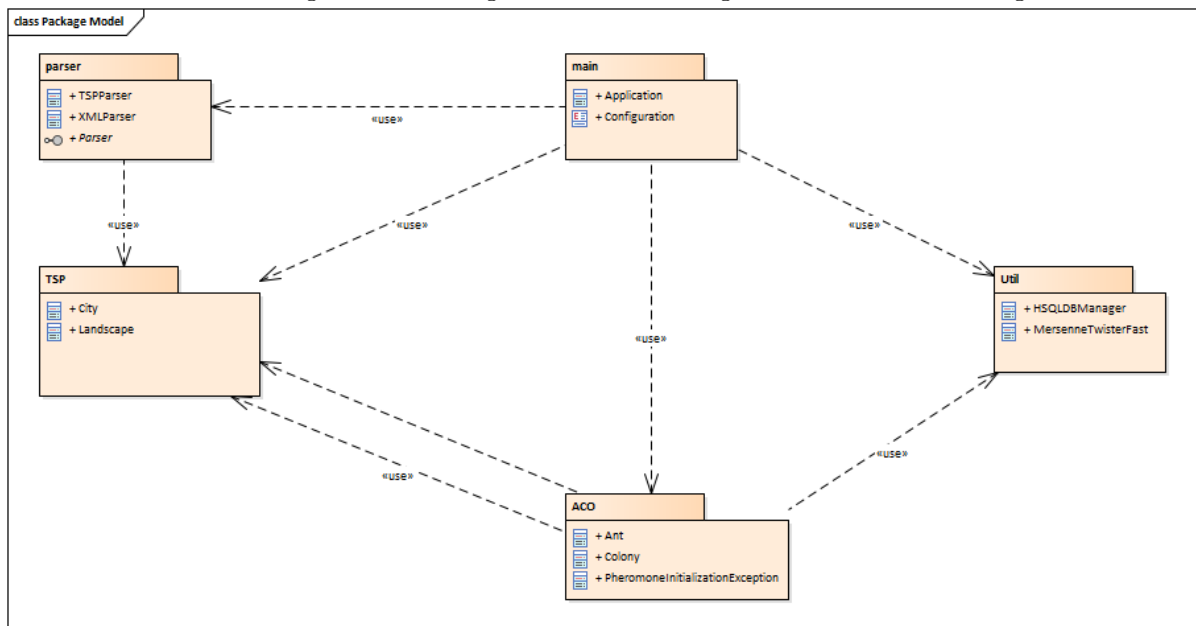 class Package Model
parser
+ TSPParser
+ XMLParser
+ Parser
main
+ Application
+ Configuration
«use»
«use»
«use»
«use»
TSP
+ City
+ Landscape
Util
+ HSQLDBManager
+ MersenneTwisterFast
«use»
«use»
«use»
ACO
+ Ant
+ Colony
+ PheromoneInitializationException